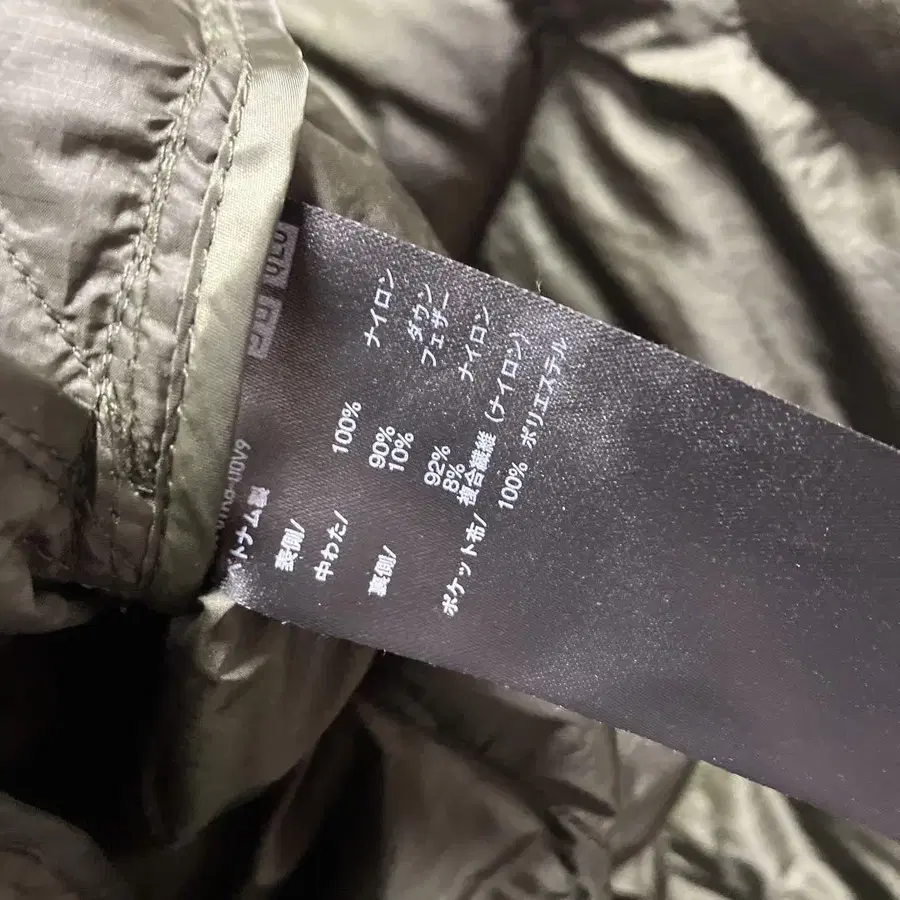 ベトナム製
表側/ 100% ナイロン
中わた/ 90% ダウン
10% フェザー
裏側/ 92% ナイロン
8% 複合繊維 (ナイロン)
ポケット布/ 100% ポリエステル